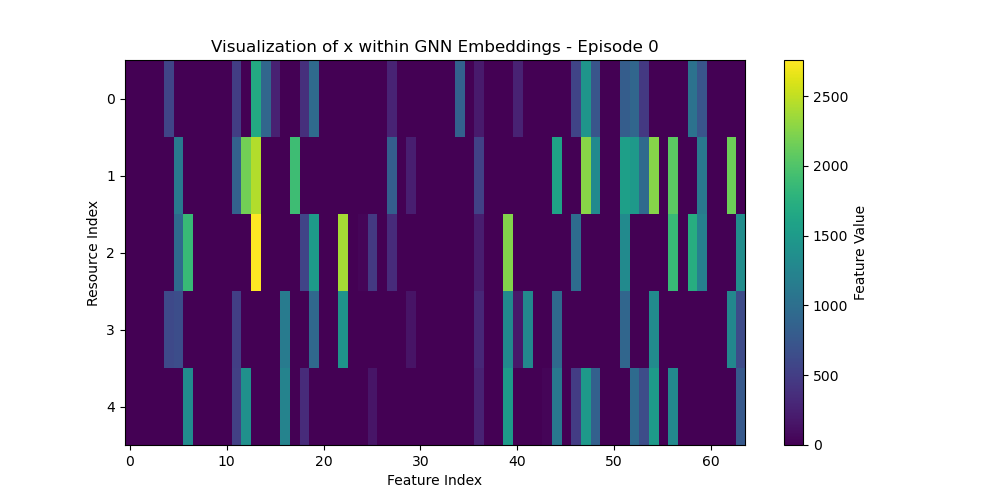 Visualization of x within GNN Embeddings - Episode 0
Resource Index
0
1
2
3
4
0 10 20 30 40 50 60
Feature Index
2500
2000
1500
1000
500
0
Feature Value